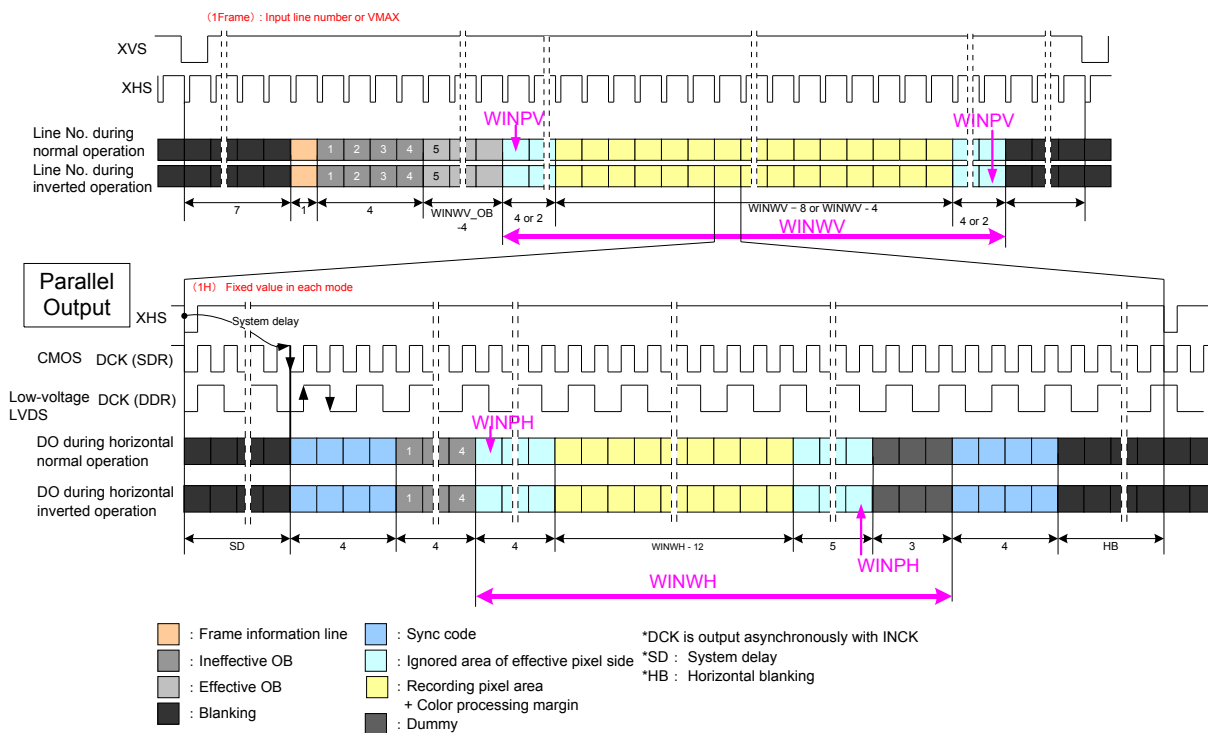 （1Frame）: Input line number or VMAX
XVS
XHS
WINPV
WINPV
Line No. during
normal operation
1 2 3 4 5
Line No. during
inverted operation
1 2 3 4 5
7
1
4
WINWV_OB
-4
4 or 2
WINWV – 8 or WINWV - 4
4 or 2
WINWV
Parallel
Output
（1H） Fixed value in each mode
XHS
System delay
CMOS DCK (SDR)
Low-voltage
LVDS
DCK (DDR)
WINPH
DO during horizontal
normal operation
1 4
DO during horizontal
inverted operation
1 4
SD
4
4
4
WINWH - 12
5
3
4
HB
WINPH
WINWH
: Frame information line
: Ineffective OB
: Effective OB
: Blanking
: Sync code
: Ignored area of effective pixel side
: Recording pixel area
+ Color processing margin
: Dummy
*DCK is output asynchronously with INCK
*SD : System delay
*HB : Horizontal blanking